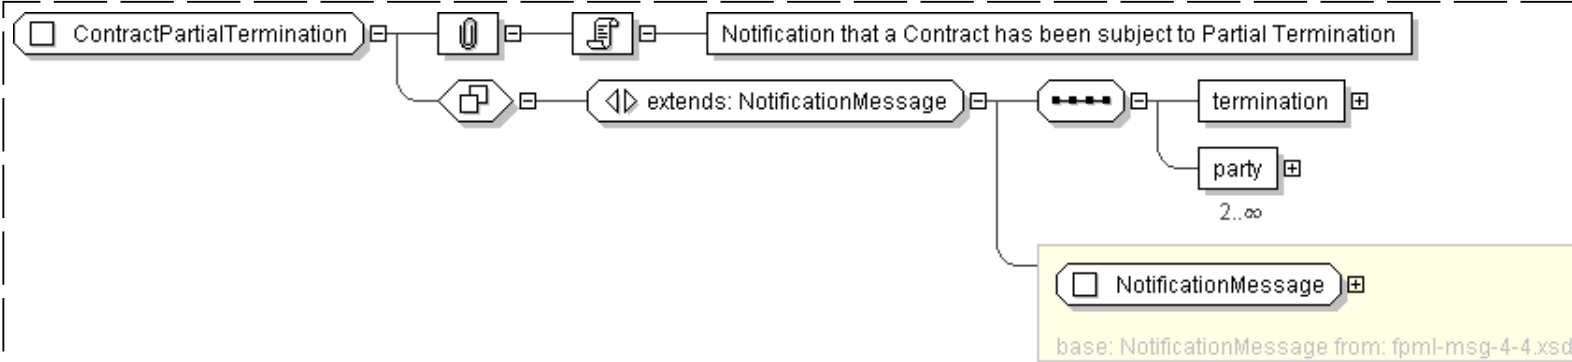 ContractPartialTermination
Notification that a Contract has been subject to Partial Termination
extends: NotificationMessage
termination
party
2..∞
NotificationMessage
base: NotificationMessage from: fpml-msg-4-4.xsd